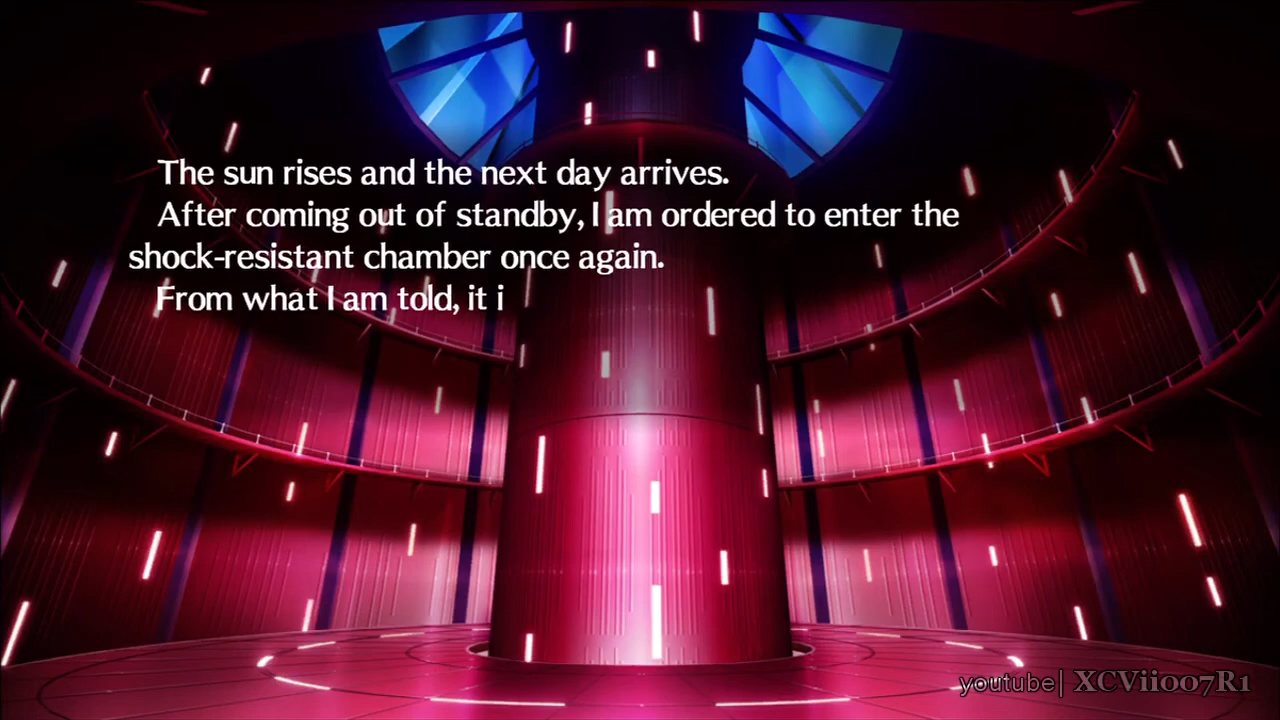 The sun rises and the next day arrives.
After coming out of standby, I am ordered to enter the
shock-resistant chamber once again.
From what I am told, it i
youtube| XCVii007R1